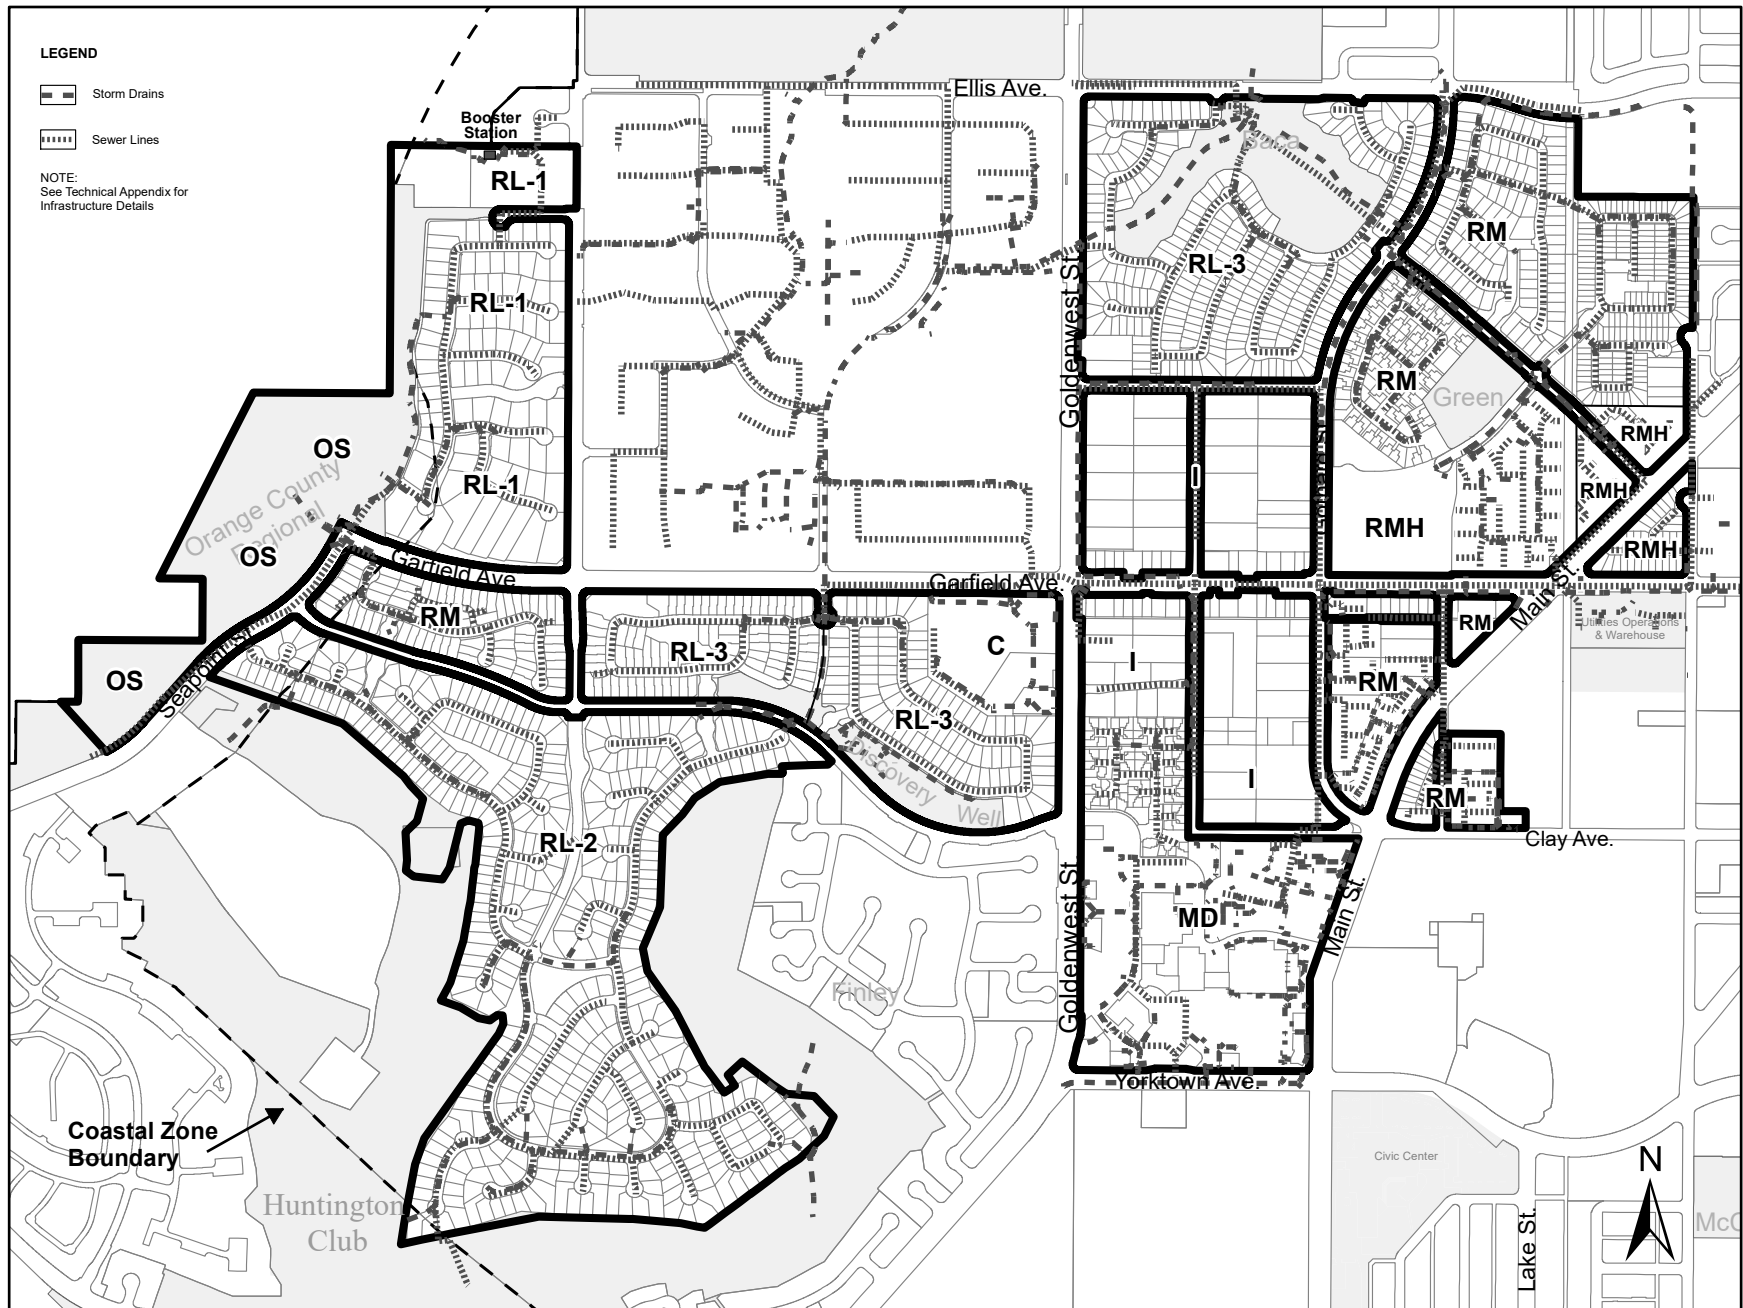 LEGEND
Storm Drains
Sewer Lines
NOTE:
See Technical Appendix for
Infrastructure Details
Booster
Station
Ellis Ave.
Baca
RL-1
RM
RL-3
Goldenwest St.
RL-1
RM
Green
RMH
OS
RL-1
I
RMH
Orange County
Regional
RMH
RMH
OS
Garfield Ave.
Garfield Ave.
Main St.
RM
RL-3
C
I
RM
Utilities Operations
& Warehouse
OS
Seapoint
RM
RL-3
Discovery
Well
I
RM
RL-2
Clay Ave.
Goldenwest St.
MD
Main St.
Finley
Yorktown Ave.
Coastal Zone
Boundary
Civic Center
N
Huntington
Club
Lake St.
McC